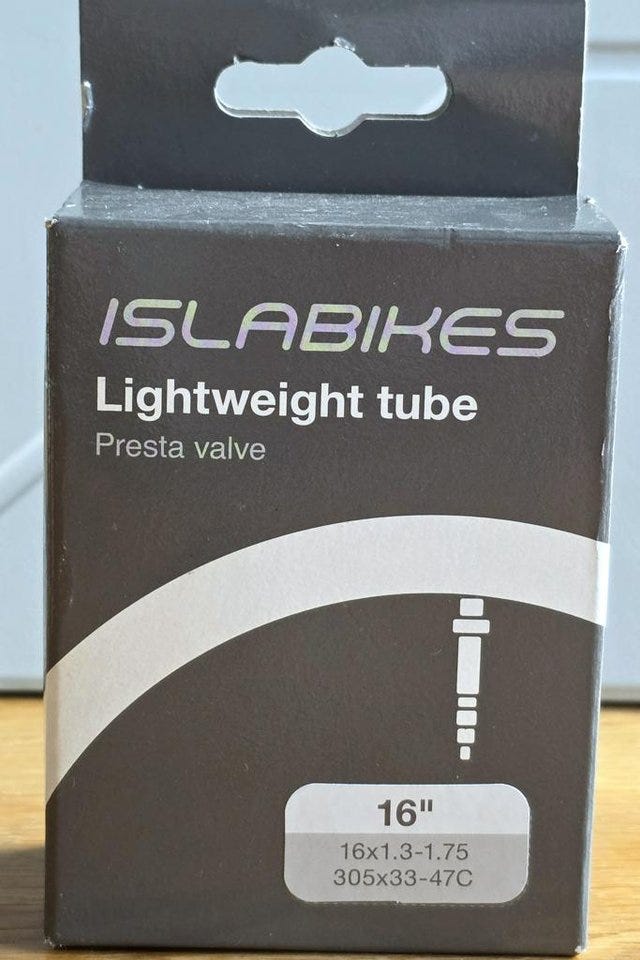 ISLABIKES
Lightweight tube
Presta valve
16"
16x1.3-1.75
305x33-47C